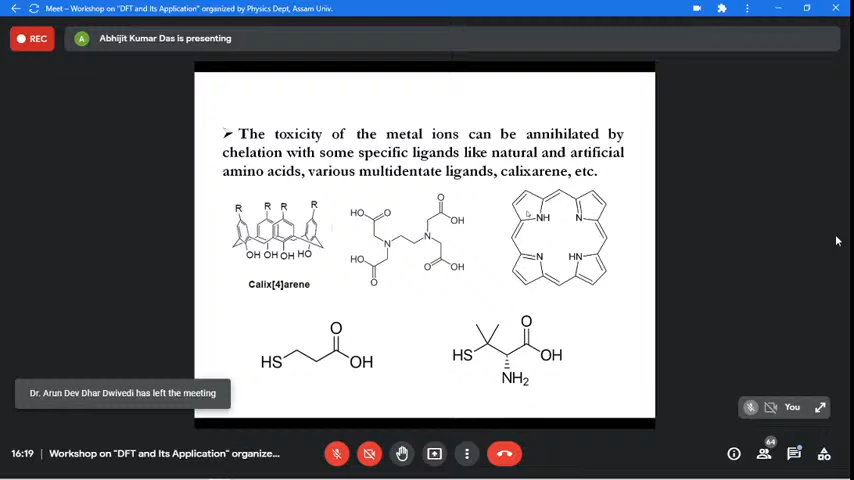 Meet – Workshop on "DFT and Its Application" organized by Physics Dept, Assam Univ.
REC
A
Abhijit Kumar Das is presenting
➢ The toxicity of the metal ions can be annihilated by
chelation with some specific ligands like natural and artificial
amino acids, various multidentate ligands, calixarene, etc.
R R R R
OH OH OH HO
Calix[4]arene
HO O O OH
N N
HO O O OH
NH N
N HN
HS O OH
HS O OH
NH2
Dr. Arun Dev Dhar Dwivedi has left the meeting
You
16:19 | Workshop on "DFT and Its Application" organize...
64